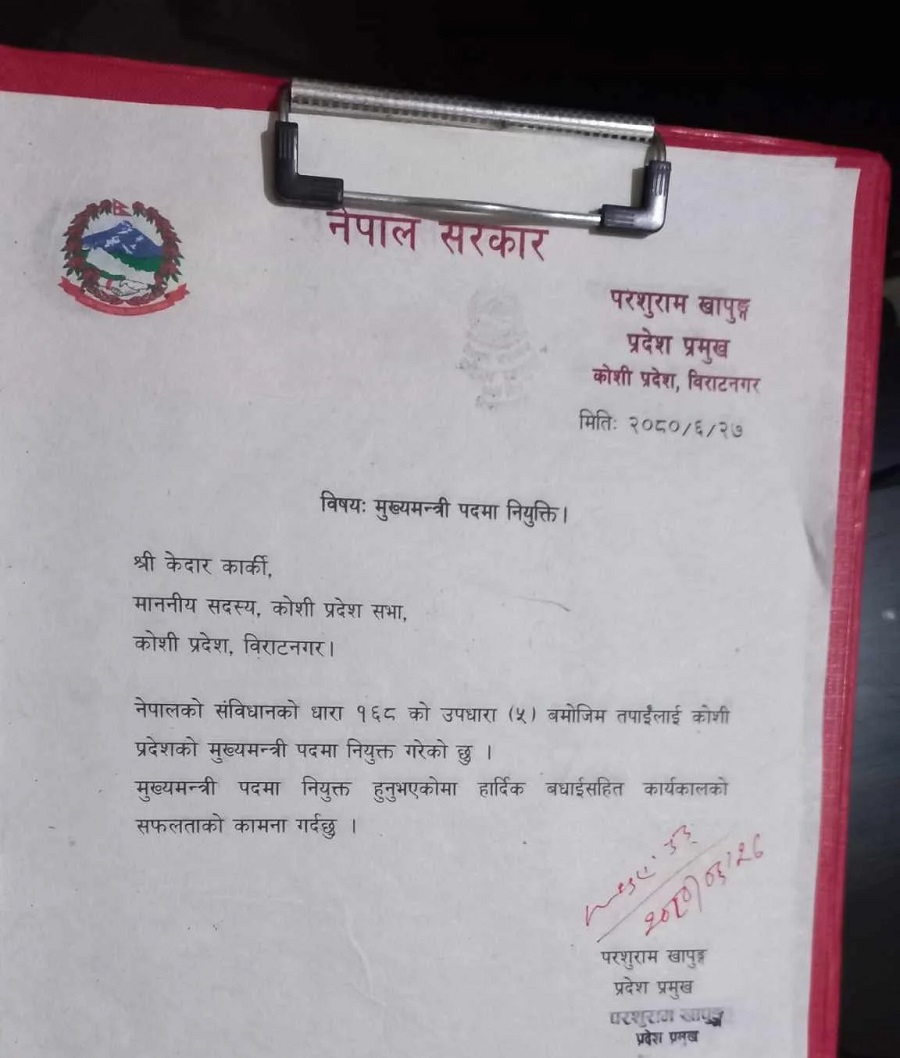 नेपाल सरकार
परशुराम खापुङ्ग
प्रदेश प्रमुख
कोशी प्रदेश, विराटनगर
मितिः २०८०/६/२७
विषयः मुख्यमन्त्री पदमा नियुक्ति।
श्री केदार कार्की,
माननीय सदस्य, कोशी प्रदेश सभा,
कोशी प्रदेश, विराटनगर।
नेपालको संविधानको धारा १६८ को उपधारा (५) बमोजिम तपाईंलाई कोशी
प्रदेशको मुख्यमन्त्री पदमा नियुक्त गरेको छु ।
मुख्यमन्त्री पदमा नियुक्त हुनुभएकोमा हार्दिक बधाईसहित कार्यकालको
सफलताको कामना गर्दछु ।
परशुराम खापुङ्ग
प्रदेश प्रमुख
परशुराम खापुङ्ग
प्रदेश प्रमुख